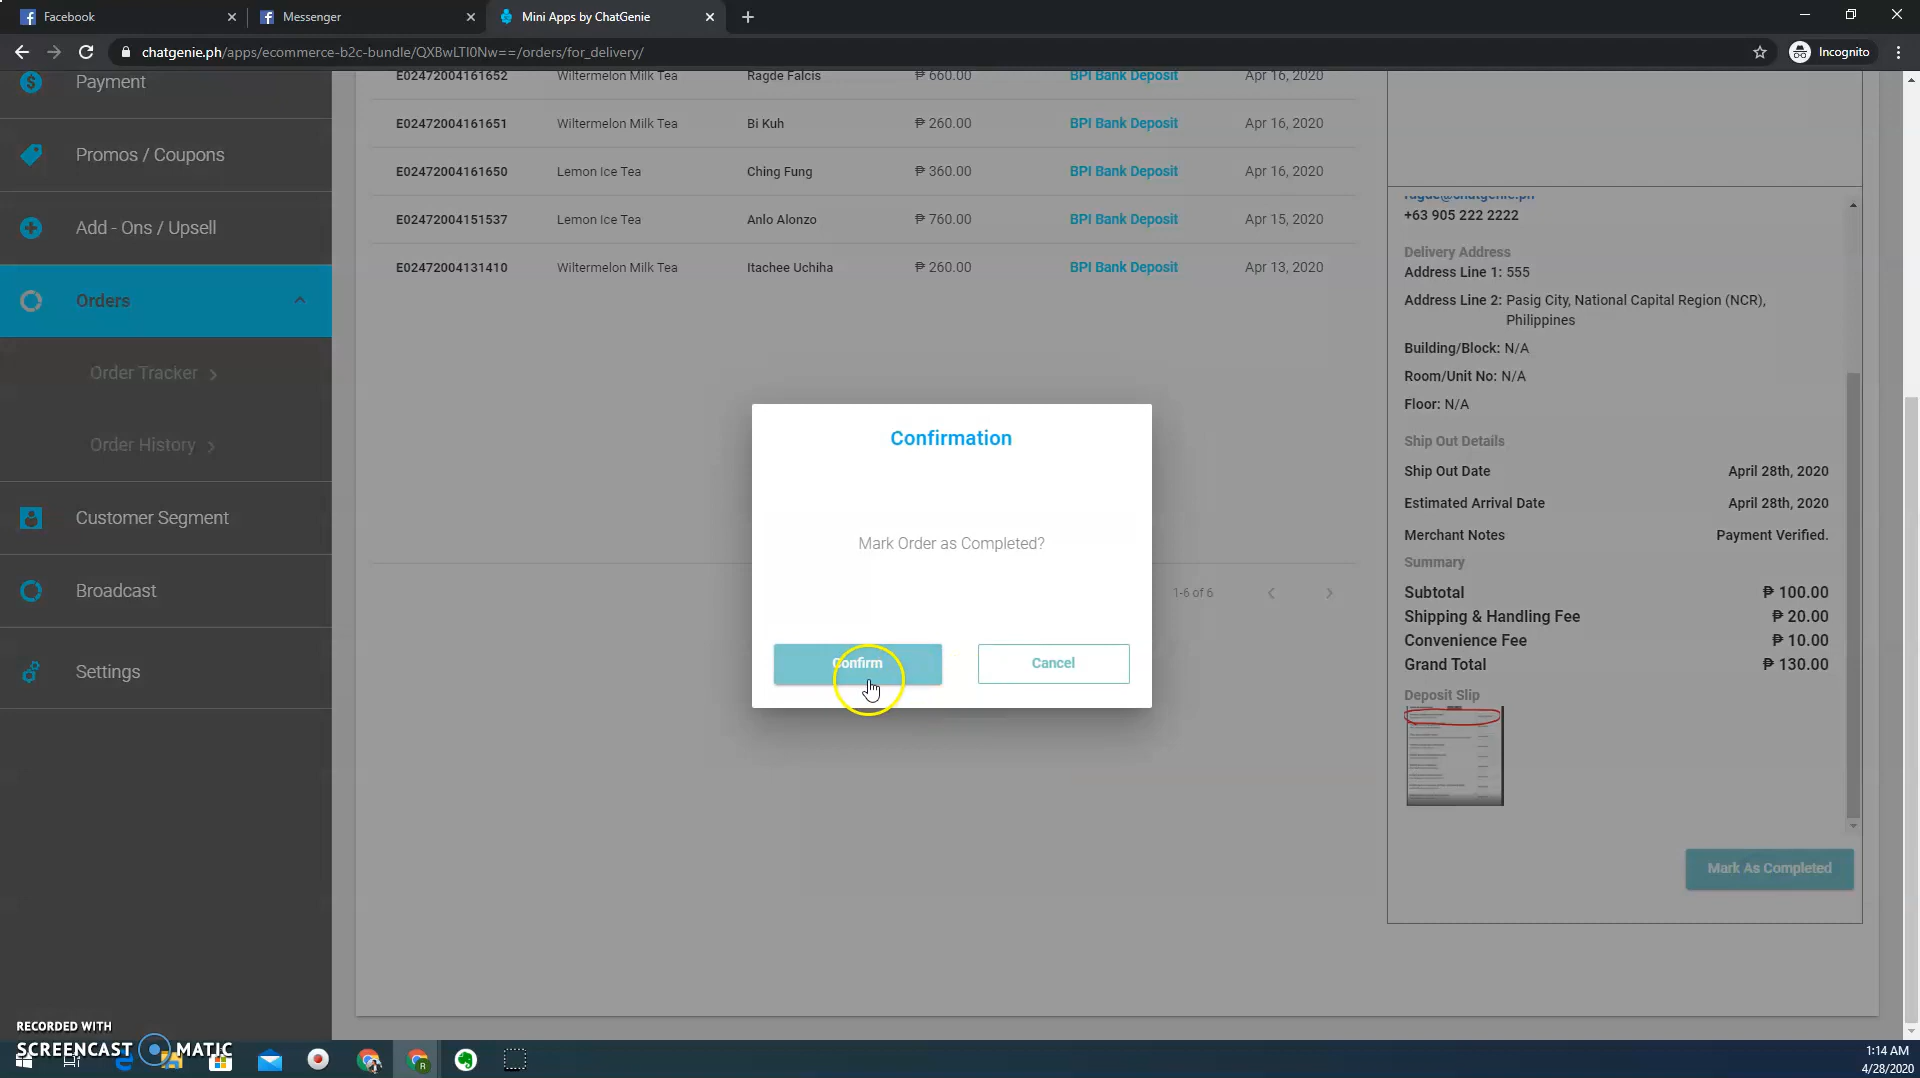 Facebook
Messenger
Mini Apps by ChatGenie
chatgenie.ph/apps/ecommerce-b2c-bundle/QXBwLTI0Nw==/orders/for_delivery/
Incognito
Payment
Promos / Coupons
Add - Ons / Upsell
Orders
Order Tracker
Order History
Customer Segment
Broadcast
Settings
E02472004161652 Wiltermelon Milk Tea Ragde Falcis ₱ 660.00 BPI Bank Deposit Apr 16, 2020
E02472004161651 Wiltermelon Milk Tea Bi Kuh ₱ 260.00 BPI Bank Deposit Apr 16, 2020
E02472004161650 Lemon Ice Tea Ching Fung ₱ 360.00 BPI Bank Deposit Apr 16, 2020
E02472004151537 Lemon Ice Tea Anlo Alonzo ₱ 760.00 BPI Bank Deposit Apr 15, 2020
E02472004131410 Wiltermelon Milk Tea Itachee Uchiha ₱ 260.00 BPI Bank Deposit Apr 13, 2020
1-6 of 6
Confirmation
Mark Order as Completed?
Confirm
Cancel
ragde@chatgenie.ph
+63 905 222 2222
Delivery Address
Address Line 1: 555
Address Line 2: Pasig City, National Capital Region (NCR),
Philippines
Building/Block: N/A
Room/Unit No: N/A
Floor: N/A
Ship Out Details
Ship Out Date April 28th, 2020
Estimated Arrival Date April 28th, 2020
Merchant Notes Payment Verified.
Summary
Subtotal ₱ 100.00
Shipping & Handling Fee ₱ 20.00
Convenience Fee ₱ 10.00
Grand Total ₱ 130.00
Deposit Slip
Mark As Completed
RECORDED WITH
SCREENCAST MATIC
1:14 AM
4/28/2020